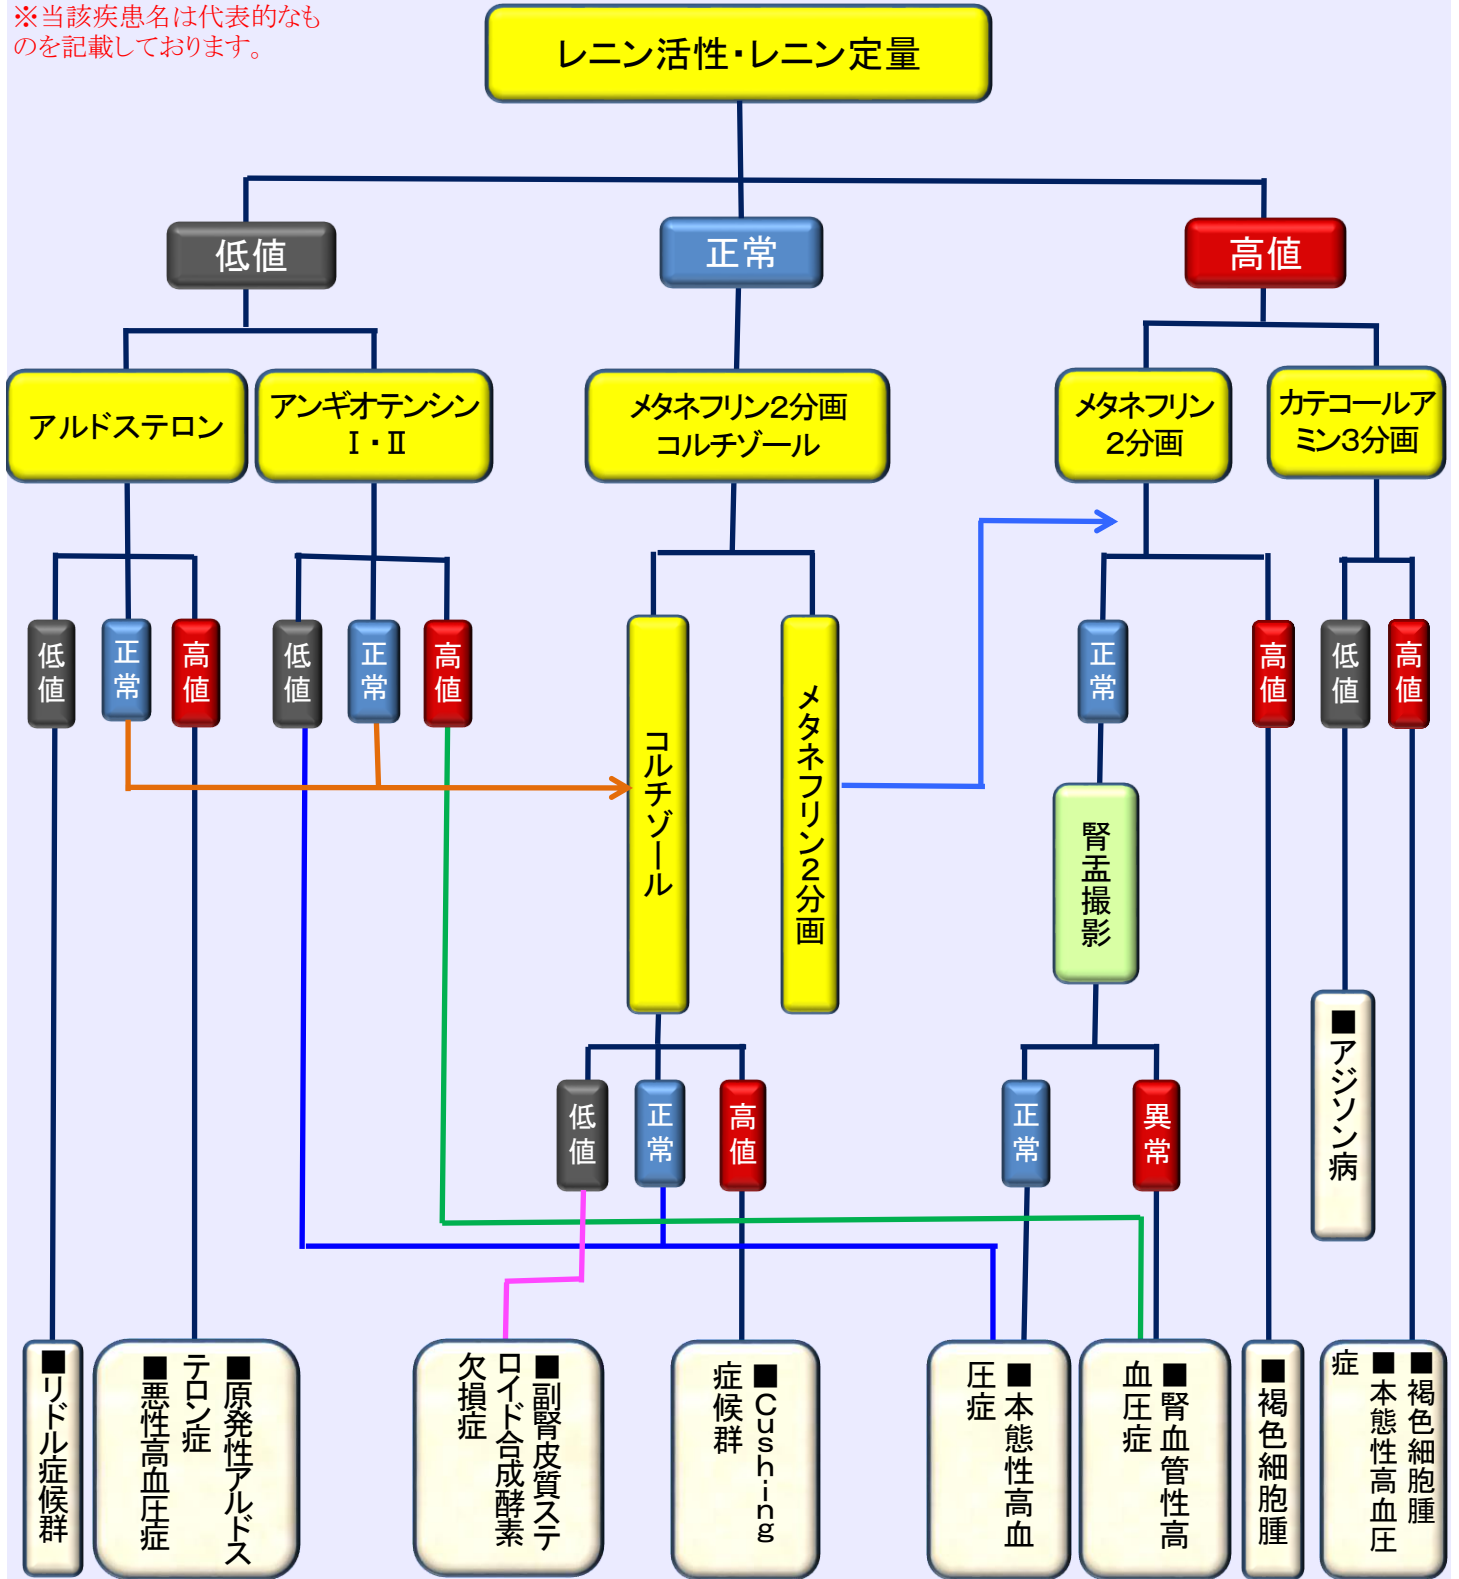 ※当該疾患名は代表的なも
のを記載しております。
レニン活性・レニン定量
低値
正常
高値
アルドステロン
アンギオテンシン
Ⅰ・Ⅱ
メタネフリン2分画
コルチゾール
メタネフリン
2分画
カテコールア
ミン3分画
低値
正常
高値
低値
正常
高値
コルチゾール
メタネフリン2分画
正常
高値
低値
高値
腎盂撮影
■アジソン病
低値
正常
高値
正常
異常
■リドル症候群
■原発性アルドス
テロン症
■悪性高血圧症
■副腎皮質ステ
ロイド合成酵素
欠損症
■Cushing
症候群
■本態性高血
圧症
■腎血管性高
血圧症
■褐色細胞腫
■褐色細胞腫
■本態性高血圧
症